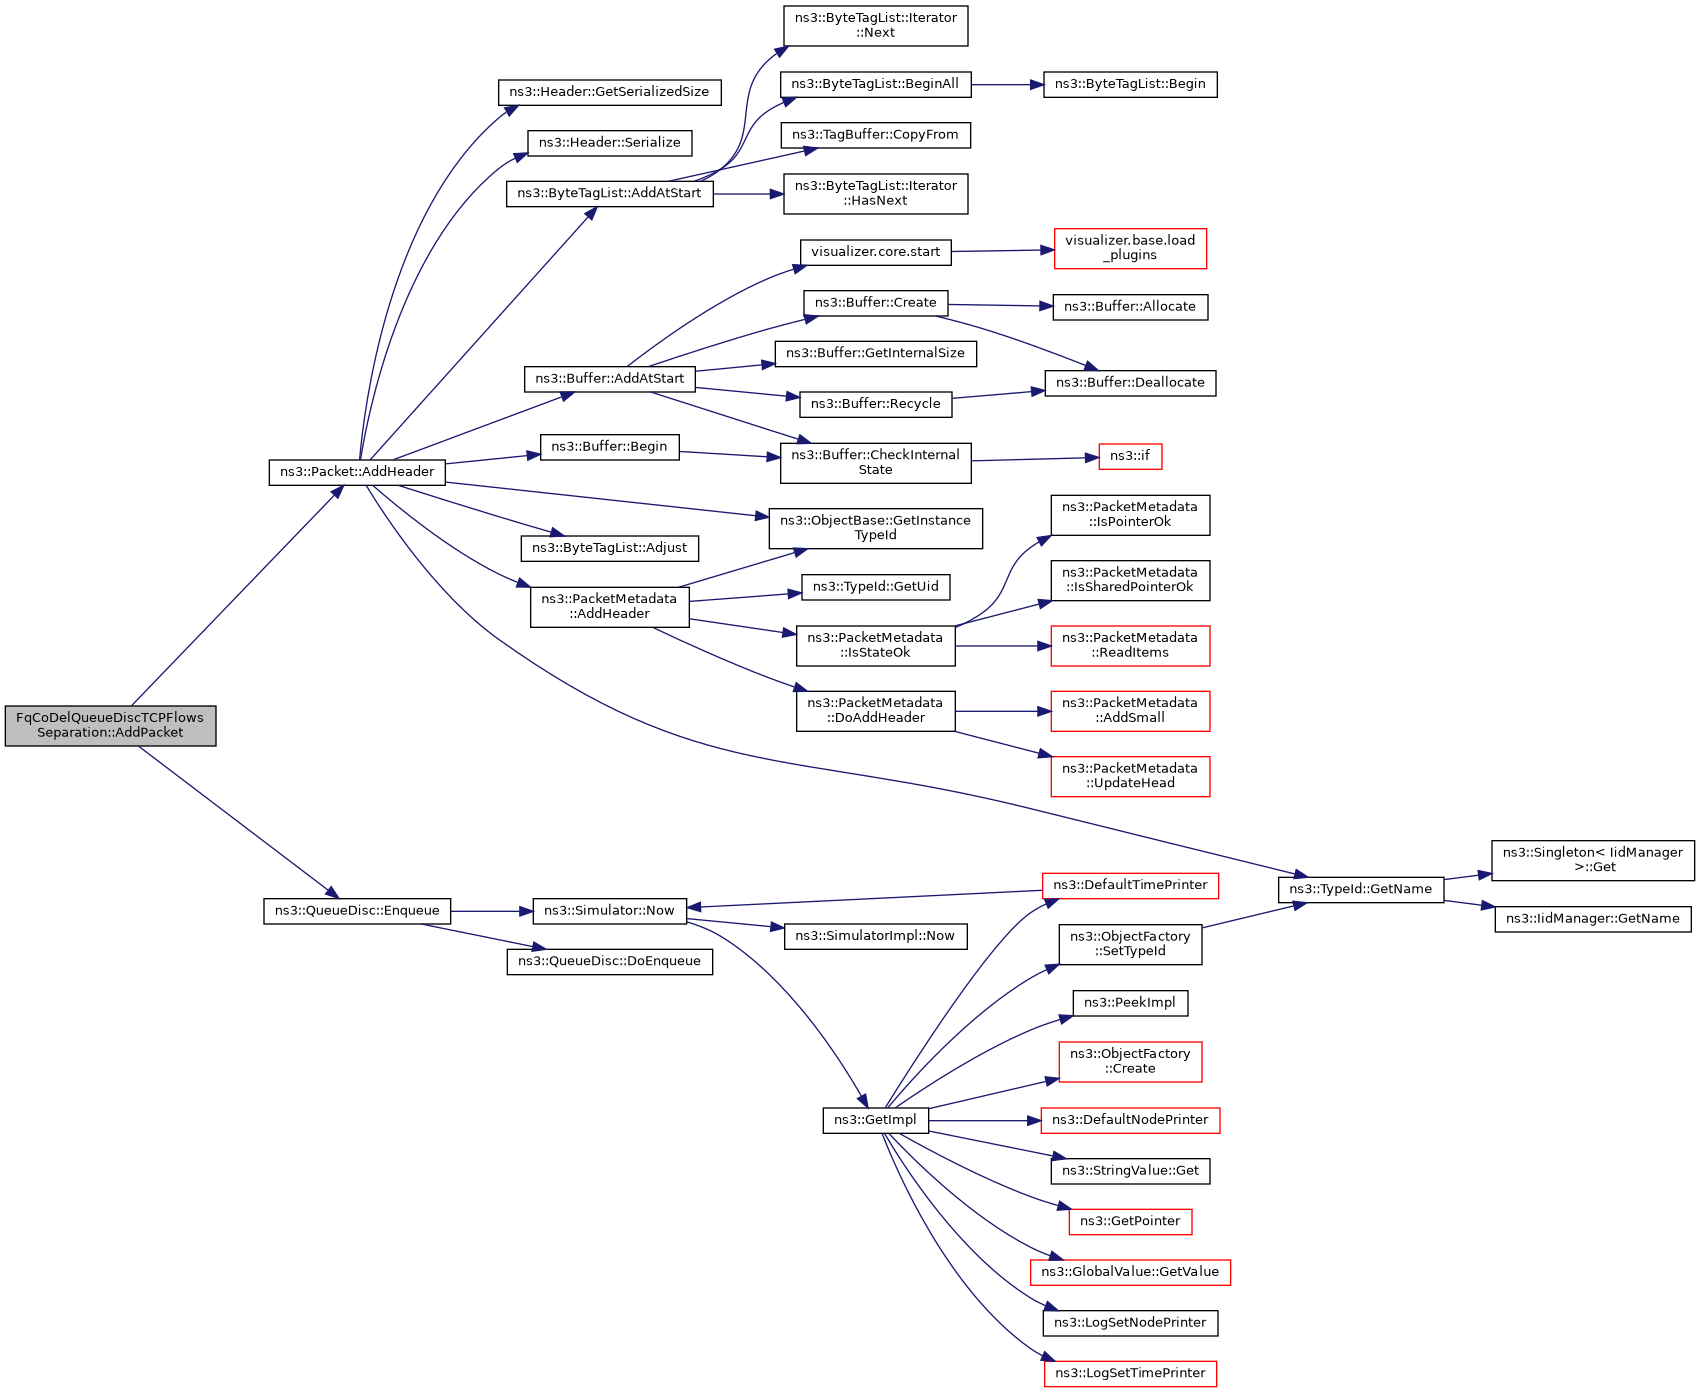 ns3::ByteTagList::Iterator
::Next
ns3::Header::GetSerializedSize
ns3::ByteTagList::BeginAll
ns3::ByteTagList::Begin
ns3::Header::Serialize
ns3::TagBuffer::CopyFrom
ns3::ByteTagList::AddAtStart
ns3::ByteTagList::Iterator
::HasNext
visualizer.core.start
visualizer.base.load
_plugins
ns3::Buffer::Create
ns3::Buffer::Allocate
ns3::Buffer::GetInternalSize
ns3::Buffer::AddAtStart
ns3::Buffer::Deallocate
ns3::Buffer::Recycle
ns3::Buffer::Begin
ns3::Buffer::CheckInternal
State
ns3::if
ns3::Packet::AddHeader
ns3::ObjectBase::GetInstance
TypeId
ns3::PacketMetadata
::IsPointerOk
ns3::ByteTagList::Adjust
ns3::TypeId::GetUid
ns3::PacketMetadata
::IsSharedPointerOk
ns3::PacketMetadata
::AddHeader
ns3::PacketMetadata
::IsStateOk
ns3::PacketMetadata
::ReadItems
ns3::PacketMetadata
::DoAddHeader
ns3::PacketMetadata
::AddSmall
FqCoDelQueueDiscTCPFlows
Separation::AddPacket
ns3::PacketMetadata
::UpdateHead
ns3::Singleton< IidManager
>::Get
ns3::DefaultTimePrinter
ns3::TypeId::GetName
ns3::QueueDisc::Enqueue
ns3::Simulator::Now
ns3::IidManager::GetName
ns3::SimulatorImpl::Now
ns3::ObjectFactory
::SetTypeId
ns3::QueueDisc::DoEnqueue
ns3::PeekImpl
ns3::ObjectFactory
::Create
ns3::GetImpl
ns3::DefaultNodePrinter
ns3::StringValue::Get
ns3::GetPointer
ns3::GlobalValue::GetValue
ns3::LogSetNodePrinter
ns3::LogSetTimePrinter